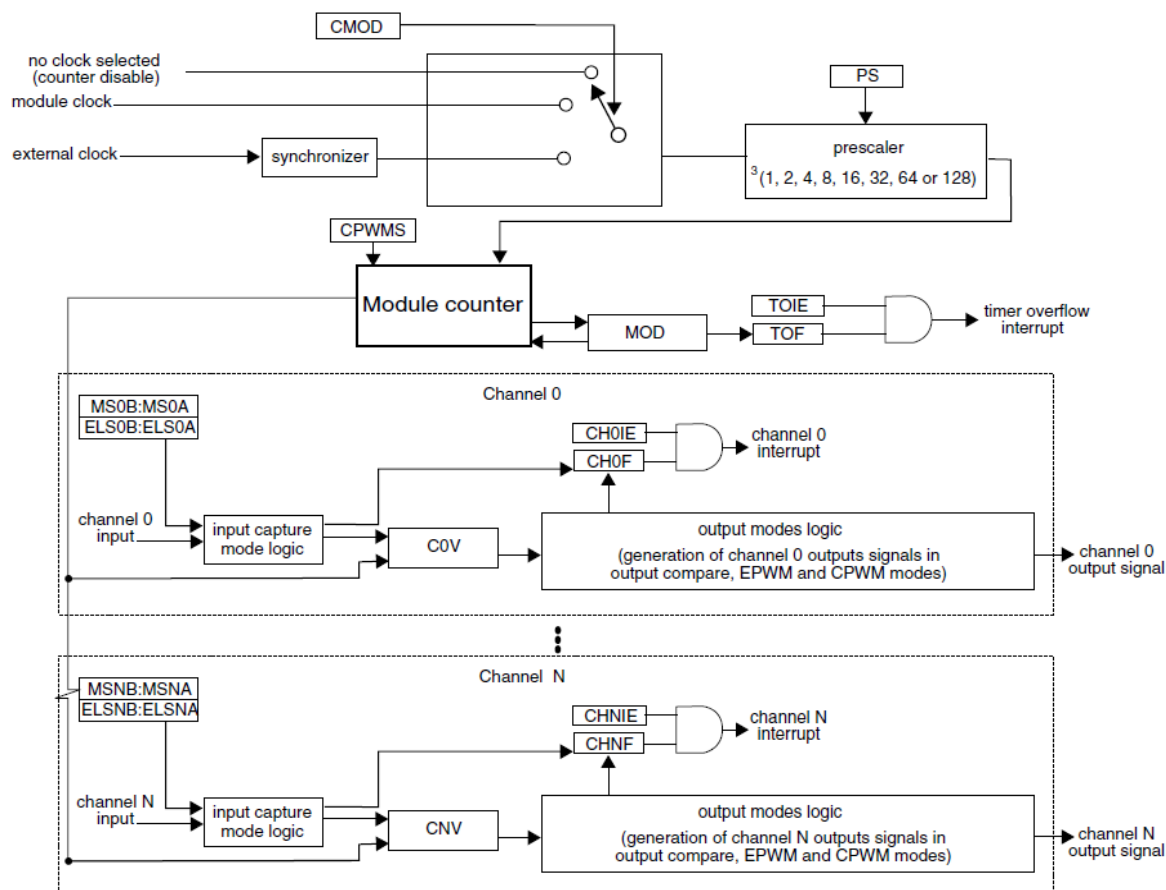 CMOD
no clock selected
(counter disable)
module clock
external clock
synchronizer
PS
prescaler
3 (1, 2, 4, 8, 16, 32, 64 or 128)
CPWMS
Module counter
MOD
TOIE
TOF
timer overflow
interrupt
Channel 0
MS0B:MS0A
ELS0B:ELS0A
CH0IE
CH0F
channel 0
interrupt
channel 0
input
input capture
mode logic
C0V
output modes logic
(generation of channel 0 outputs signals in
output compare, EPWM and CPWM modes)
channel 0
output signal
Channel N
MSNB:MSNA
ELSNB:ELSNA
CHNIE
CHNF
channel N
interrupt
channel N
input
input capture
mode logic
CNV
output modes logic
(generation of channel N outputs signals in
output compare, EPWM and CPWM modes)
channel N
output signal